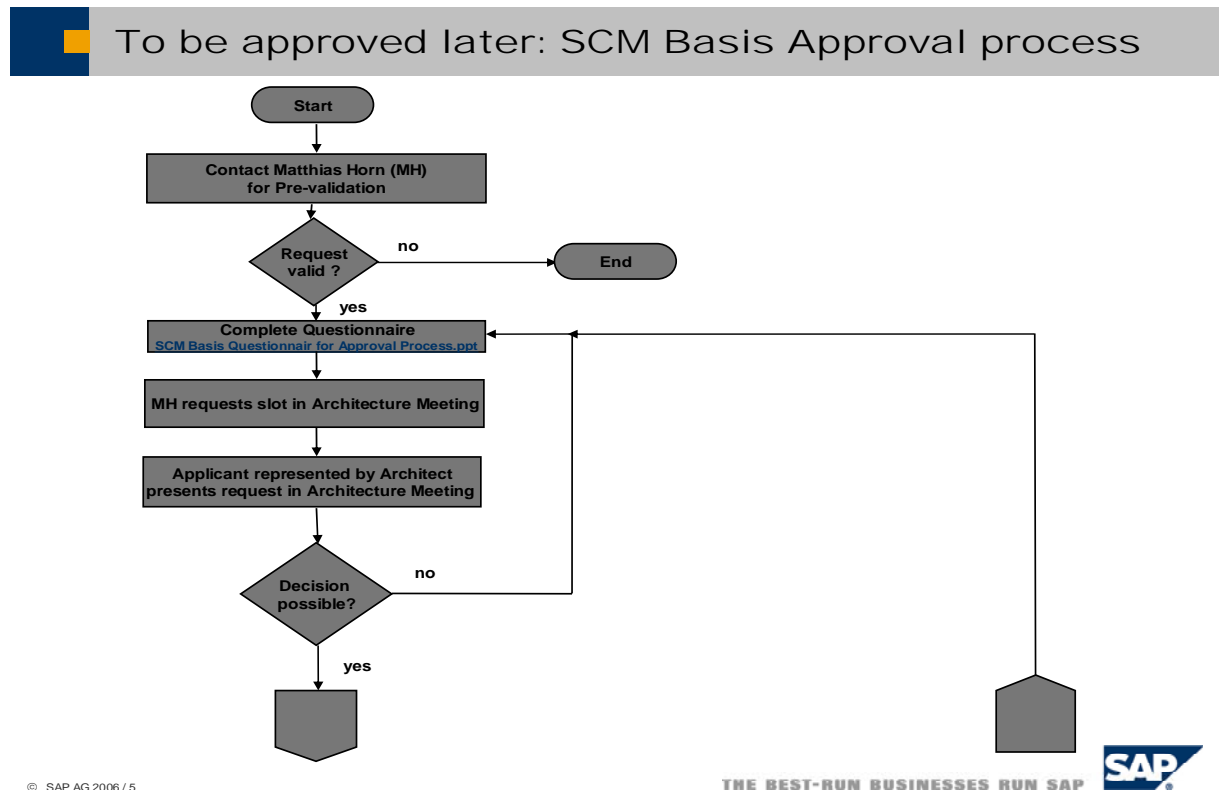 To be approved later: SCM Basis Approval process
Start
Contact Matthias Horn (MH)
for Pre-validation
Request
valid ?
no
End
yes
Complete Questionnaire
SCM Basis Questionnair for Approval Process.ppt
MH requests slot in Architecture Meeting
Applicant represented by Architect
presents request in Architecture Meeting
Decision
possible?
no
yes
© SAP AG 2006 / 5
THE BEST-RUN BUSINESSES RUN SAP
SAP